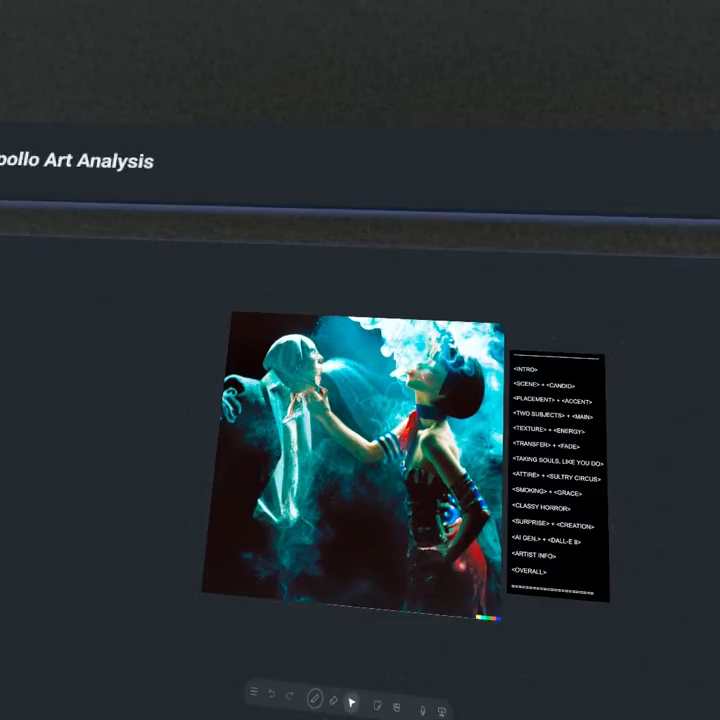 pollo Art Analysis
<INTRO>
<SCENE> + <CANDID>
<PLACEMENT> + <ACCENT>
<TWO SUBJECTS> + <MAIN>
<TEXTURE> + <ENERGY>
<TRANSFER> + <FADE>
<TAKING SOULS, LIKE YOU DO>
<ATTIRE> + <SULTRY CIRCUS>
<SMOKING> + <GRACE>
<CLASSY HORROR>
<SURPRISE> + <CREATION>
<AI GEN.> + <DALL-E II>
<ARTIST INFO>
<OVERALL>